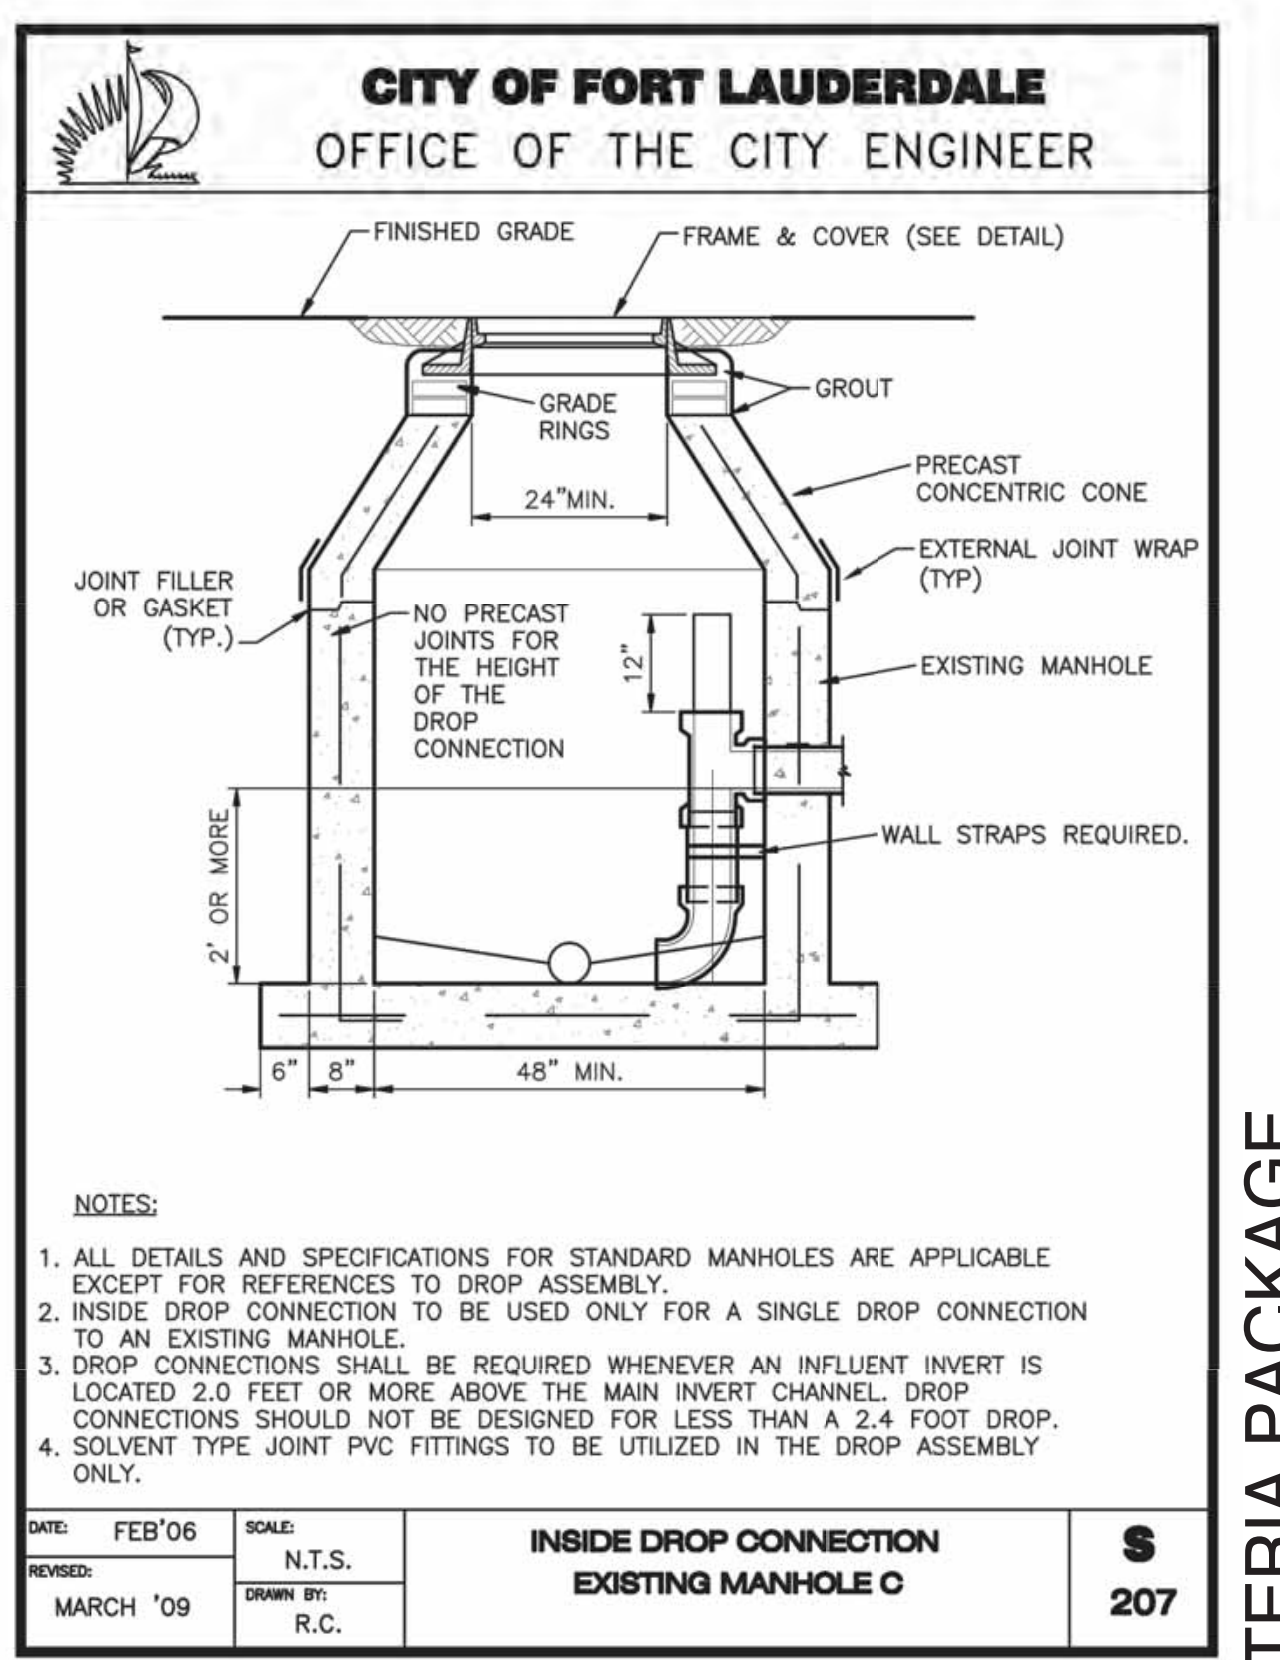 CITY OF FORT LAUDERDALE
OFFICE OF THE CITY ENGINEER
FINISHED GRADE
FRAME & COVER (SEE DETAIL)
GRADE
RINGS
GROUT
24"MIN.
PRECAST
CONCENTRIC CONE
EXTERNAL JOINT WRAP
(TYP)
JOINT FILLER
OR GASKET
(TYP.)
NO PRECAST
JOINTS FOR
THE HEIGHT
OF THE
DROP
CONNECTION
12"
EXISTING MANHOLE
2' OR MORE
WALL STRAPS REQUIRED.
6"
8"
48" MIN.
NOTES:
1. ALL DETAILS AND SPECIFICATIONS FOR STANDARD MANHOLES ARE APPLICABLE
EXCEPT FOR REFERENCES TO DROP ASSEMBLY.
2. INSIDE DROP CONNECTION TO BE USED ONLY FOR A SINGLE DROP CONNECTION
TO AN EXISTING MANHOLE.
3. DROP CONNECTIONS SHALL BE REQUIRED WHENEVER AN INFLUENT INVERT IS
LOCATED 2.0 FEET OR MORE ABOVE THE MAIN INVERT CHANNEL. DROP
CONNECTIONS SHOULD NOT BE DESIGNED FOR LESS THAN A 2.4 FOOT DROP.
4. SOLVENT TYPE JOINT PVC FITTINGS TO BE UTILIZED IN THE DROP ASSEMBLY
ONLY.
DATE: FEB'06
REVISED:
MARCH '09
SCALE:
N.T.S.
DRAWN BY:
R.C.
INSIDE DROP CONNECTION
EXISTING MANHOLE C
S
207
TERIA PACKAGE